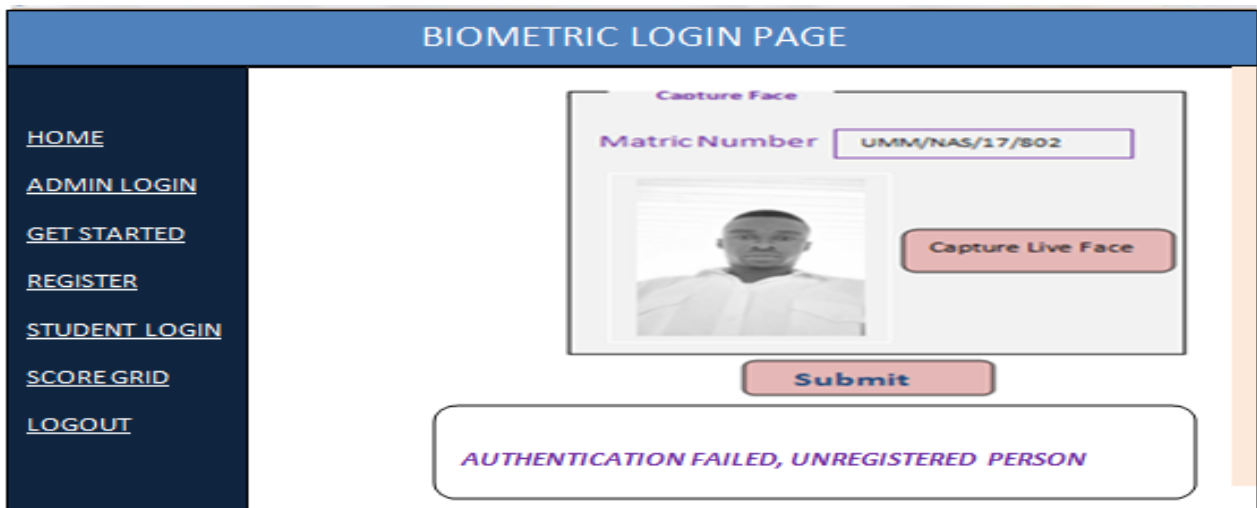 BIOMETRIC LOGIN PAGE
HOME
ADMIN LOGIN
GET STARTED
REGISTER
STUDENT LOGIN
SCORE GRID
LOGOUT
Capture Face
Matric Number UMM/NAS/17/802
Capture Live Face
Submit
AUTHENTICATION FAILED, UNREGISTERED PERSON